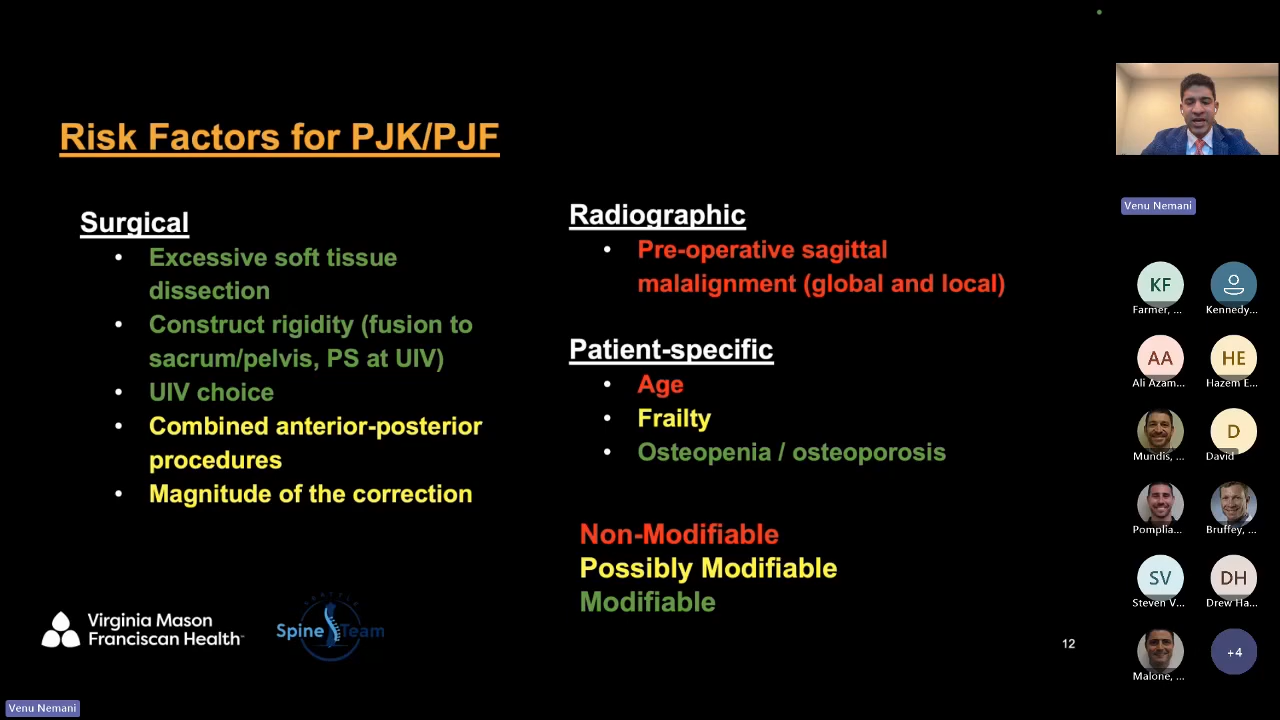 Risk Factors for PJK/PJF
Surgical
• Excessive soft tissue
dissection
• Construct rigidity (fusion to
sacrum/pelvis, PS at UIV)
• UIV choice
• Combined anterior-posterior
procedures
• Magnitude of the correction
Radiographic
• Pre-operative sagittal
malalignment (global and local)
Patient-specific
• Age
• Frailty
• Osteopenia / osteoporosis
Non-Modifiable
Possibly Modifiable
Modifiable
Virginia Mason
Franciscan Health
SEATTLE
Spine Team
12
Venu Nemani
Venu Nemani
KF
Farmer, ...
Kennedy...
AA
Ali Azam...
HE
Hazem E...
Mundis, ...
D
David
Pomplia...
Bruffey, ...
SV
Steven V...
DH
Drew Ha...
Malone, ...
+4